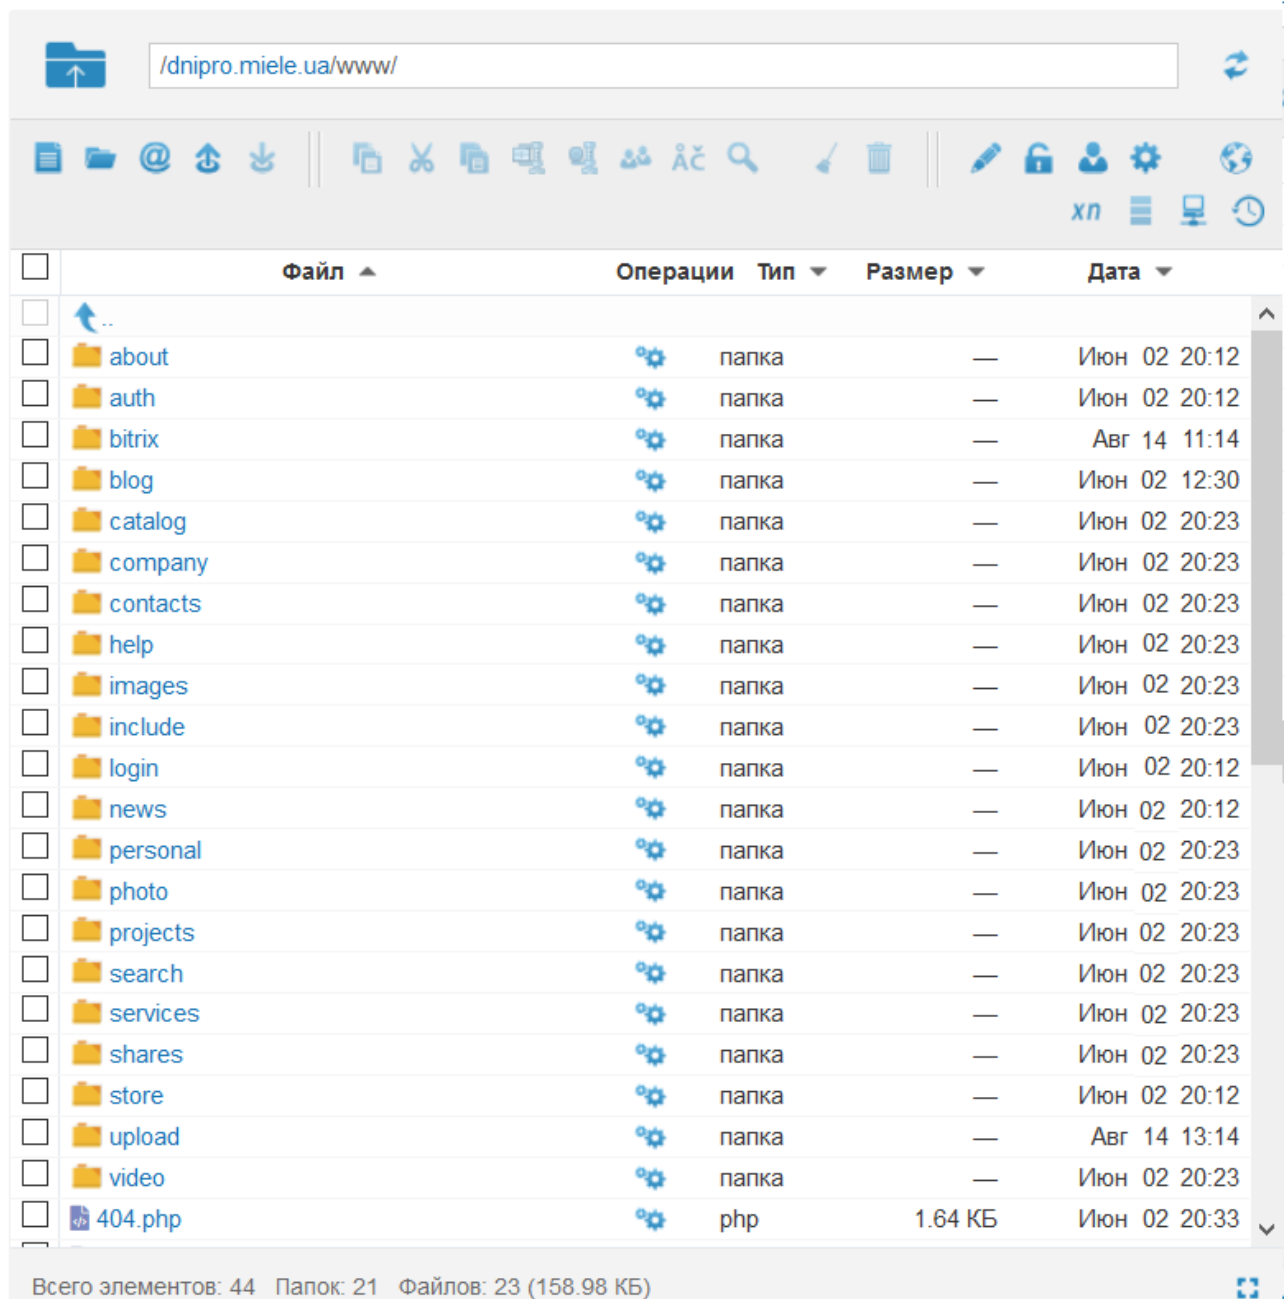 /dnipro.miele.ua/www/
ÅČ
хп
Файл Операции Тип Размер Дата
..
about папка — Июн 02 20:12
auth папка — Июн 02 20:12
bitrix папка — Авг 14 11:14
blog папка — Июн 02 12:30
catalog папка — Июн 02 20:23
company папка — Июн 02 20:23
contacts папка — Июн 02 20:23
help папка — Июн 02 20:23
images папка — Июн 02 20:23
include папка — Июн 02 20:23
login папка — Июн 02 20:12
news папка — Июн 02 20:12
personal папка — Июн 02 20:23
photo папка — Июн 02 20:23
projects папка — Июн 02 20:23
search папка — Июн 02 20:23
services папка — Июн 02 20:23
shares папка — Июн 02 20:23
store папка — Июн 02 20:12
upload папка — Авг 14 13:14
video папка — Июн 02 20:23
404.php php 1.64 КБ Июн 02 20:33
Всего элементов: 44 Папок: 21 Файлов: 23 (158.98 КБ)